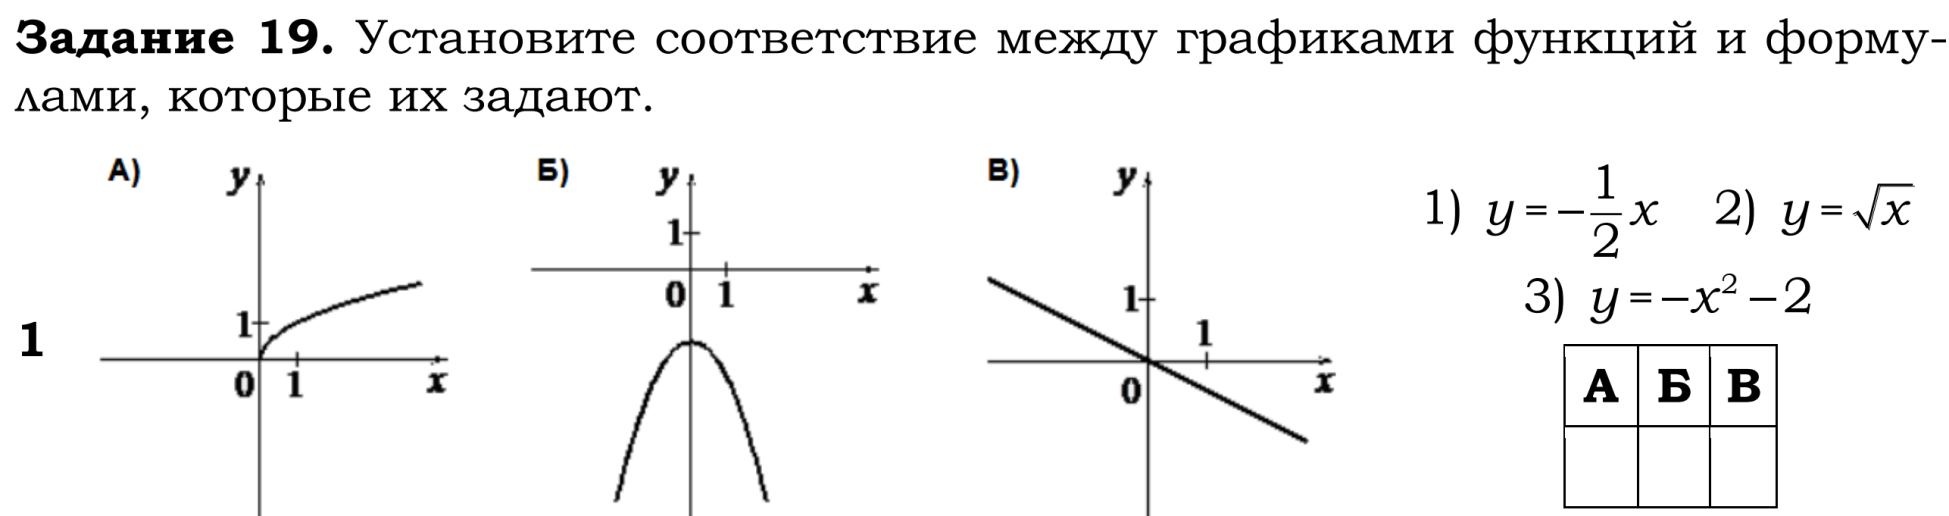 Задание 19. Установите соответствие между графиками функций и форму-
лами, которые их задают.
А) y 1 0 1 x
Б) y 1 0 1 x
В) y 1 1 0 x
1) y = −1/2 x 2) y = √x
3) y = −x² − 2
1
А Б В